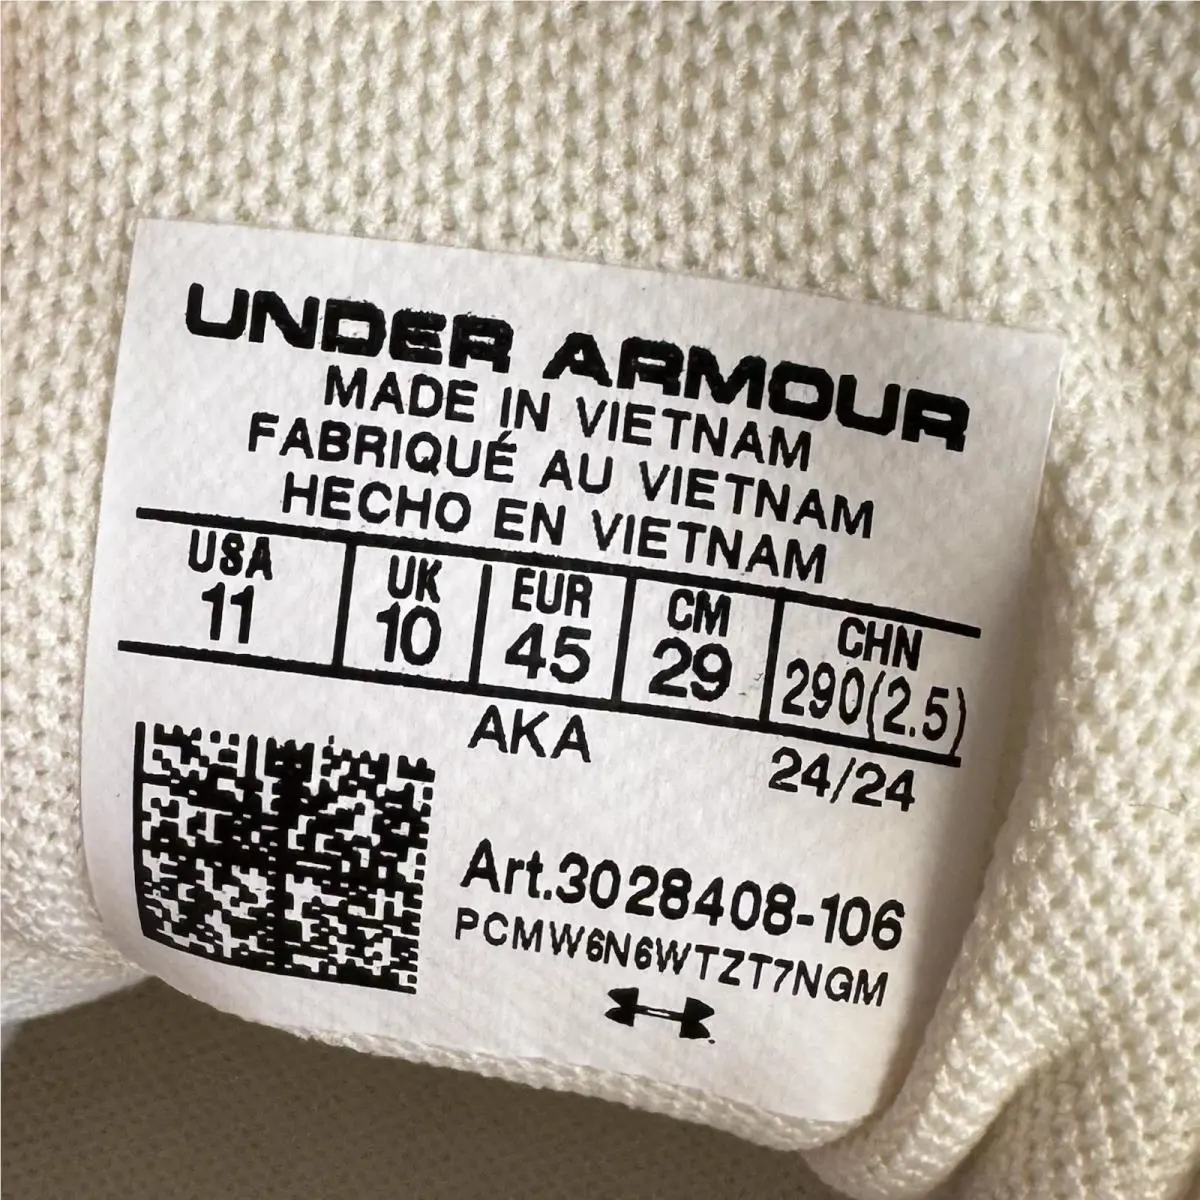 UNDER ARMOUR
MADE IN VIETNAM
FABRIQUÉ AU VIETNAM
HECHO EN VIETNAM
USA UK EUR CM CHN
11 10 45 29 290(2.5)
AKA 24/24
Art.3028408-106
PCMW6N6WTZT7NGM